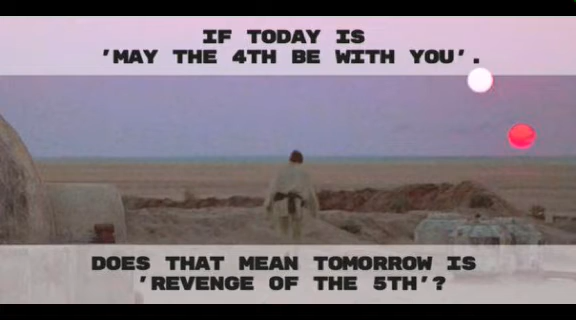 IF TODAY IS
'MAY THE 4TH BE WITH YOU'.
DOES THAT MEAN TOMORROW IS
'REVENGE OF THE 5TH'?